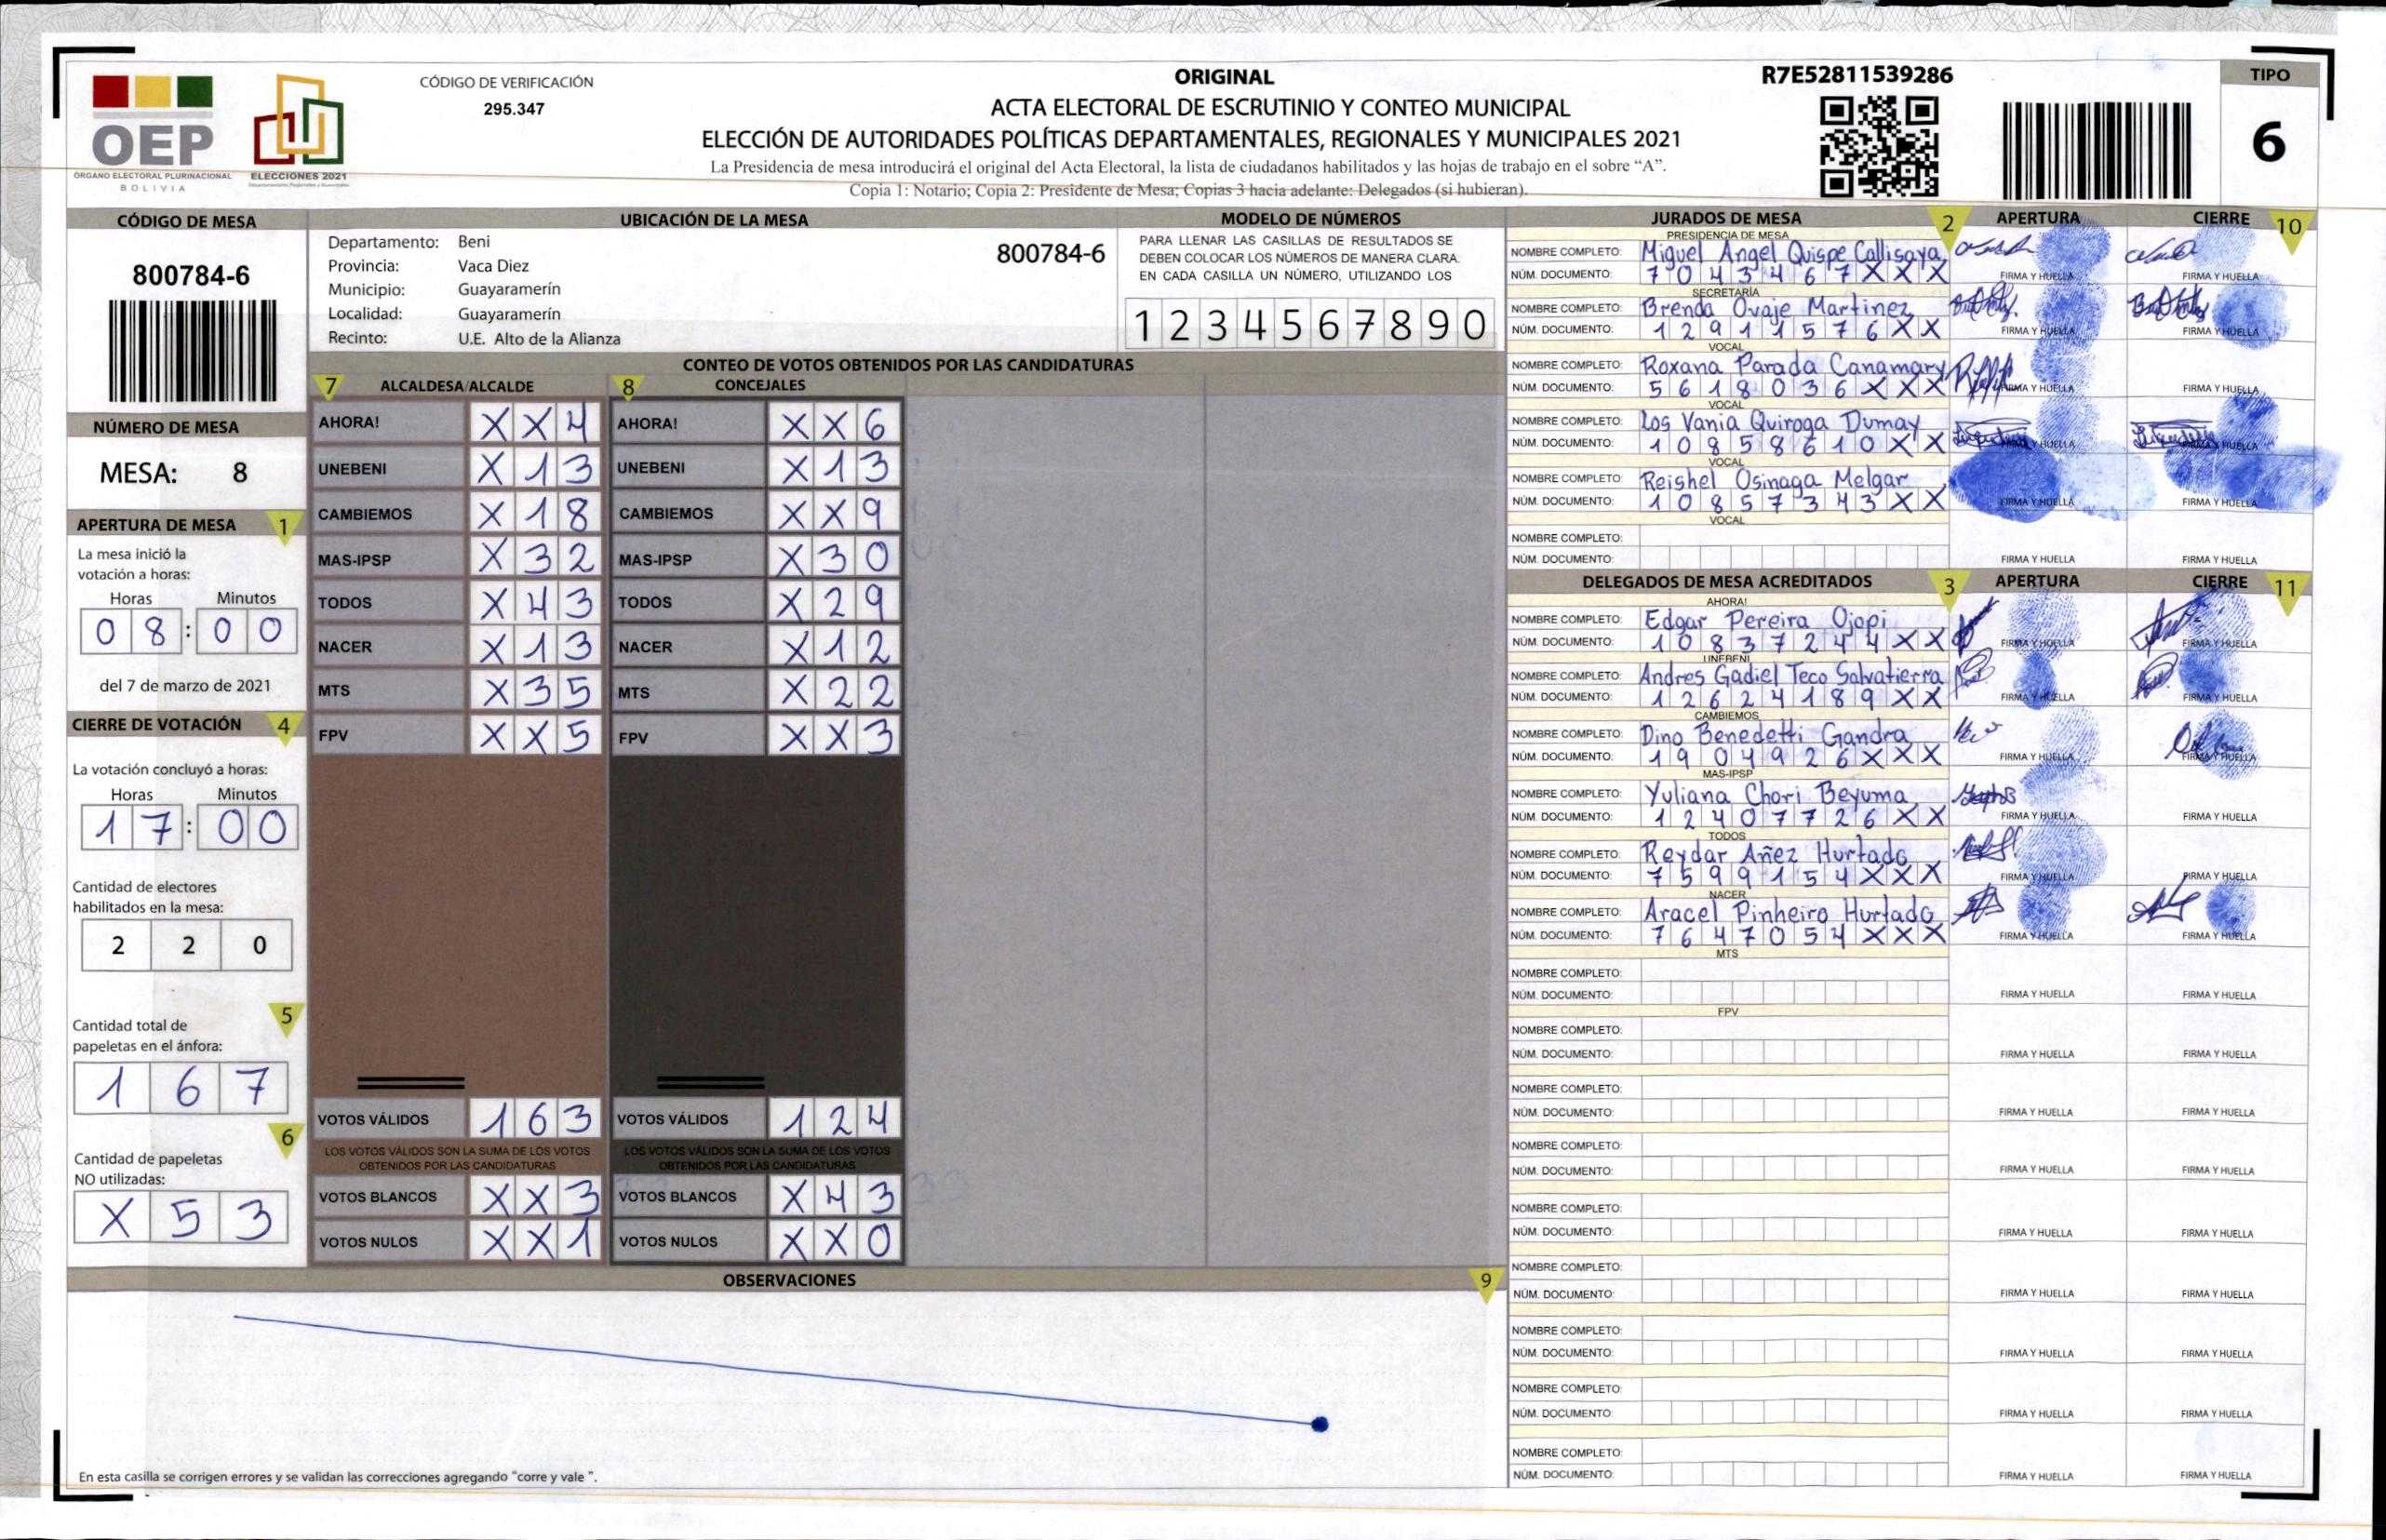 OEP
ÓRGANO ELECTORAL PLURINACIONAL
BOLIVIA
ELECCIONES 2021
CÓDIGO DE VERIFICACIÓN
295.347
ORIGINAL
ACTA ELECTORAL DE ESCRUTINIO Y CONTEO MUNICIPAL
ELECCIÓN DE AUTORIDADES POLÍTICAS DEPARTAMENTALES, REGIONALES Y MUNICIPALES 2021
La Presidencia de mesa introducirá el original del Acta Electoral, la lista de ciudadanos habilitados y las hojas de trabajo en el sobre “A”.
Copia 1: Notario; Copia 2: Presidente de Mesa; Copias 3 hacia adelante: Delegados (si hubieran).
R7E52811539286
TIPO
6
CÓDIGO DE MESA
800784-6
NÚMERO DE MESA
MESA: 8
APERTURA DE MESA 1
La mesa inició la
votación a horas:
Horas Minutos
0 8 : 0 0
del 7 de marzo de 2021
CIERRE DE VOTACIÓN 4
La votación concluyó a horas:
Horas Minutos
1 7 : 0 0
Cantidad de electores
habilitados en la mesa:
2 2 0
5
Cantidad total de
papeletas en el ánfora:
1 6 7
6
Cantidad de papeletas
NO utilizadas:
X 5 3
UBICACIÓN DE LA MESA
Departamento: Beni
800784-6
Provincia: Vaca Diez
Municipio: Guayaramerín
Localidad: Guayaramerín
Recinto: U.E. Alto de la Alianza
MODELO DE NÚMEROS
PARA LLENAR LAS CASILLAS DE RESULTADOS SE
DEBEN COLOCAR LOS NÚMEROS DE MANERA CLARA.
EN CADA CASILLA UN NÚMERO, UTILIZANDO LOS
1 2 3 4 5 6 7 8 9 0
CONTEO DE VOTOS OBTENIDOS POR LAS CANDIDATURAS
7 ALCALDESA/ALCALDE 8 CONCEJALES
AHORA! X X 4 AHORA! X X 6
UNEBENI X 1 3 UNEBENI X 1 3
CAMBIEMOS X 1 8 CAMBIEMOS X X 9
MAS-IPSP X 3 2 MAS-IPSP X 3 0
TODOS X 4 3 TODOS X 2 9
NACER X 1 3 NACER X 1 2
MTS X 3 5 MTS X 2 2
FPV X X 5 FPV X X 3
VOTOS VÁLIDOS 1 6 3 VOTOS VÁLIDOS 1 2 4
LOS VOTOS VÁLIDOS SON LA SUMA DE LOS VOTOS LOS VOTOS VÁLIDOS SON LA SUMA DE LOS VOTOS
OBTENIDOS POR LAS CANDIDATURAS OBTENIDOS POR LAS CANDIDATURAS
VOTOS BLANCOS X X 3 VOTOS BLANCOS X 4 3
VOTOS NULOS X X 1 VOTOS NULOS X X 0
OBSERVACIONES 9
En esta casilla se corrigen errores y se validan las correcciones agregando “corre y vale ”.
JURADOS DE MESA 2 APERTURA CIERRE 10
PRESIDENCIA DE MESA
NOMBRE COMPLETO: Miguel Angel Quispe Callisaya
NÚM. DOCUMENTO: 7 0 4 3 4 6 7 X X X FIRMA Y HUELLA FIRMA Y HUELLA
SECRETARÍA
NOMBRE COMPLETO: Brenda Ovaje Martinez
NÚM. DOCUMENTO: 1 2 9 1 1 5 7 6 X X FIRMA Y HUELLA FIRMA Y HUELLA
VOCAL
NOMBRE COMPLETO: Roxana Parada Canamary
NÚM. DOCUMENTO: 5 6 1 8 0 3 6 X X X FIRMA Y HUELLA FIRMA Y HUELLA
VOCAL
NOMBRE COMPLETO: Los Vania Quiroga Dumay
NÚM. DOCUMENTO: 1 0 8 5 8 6 1 0 X X FIRMA Y HUELLA FIRMA Y HUELLA
VOCAL
NOMBRE COMPLETO: Reishel Osinaga Melgar
NÚM. DOCUMENTO: 1 0 8 5 7 3 4 3 X X FIRMA Y HUELLA FIRMA Y HUELLA
VOCAL
NOMBRE COMPLETO:
NÚM. DOCUMENTO: FIRMA Y HUELLA FIRMA Y HUELLA
DELEGADOS DE MESA ACREDITADOS 3 APERTURA CIERRE 11
AHORA!
NOMBRE COMPLETO: Edgar Pereira Ojopi
NÚM. DOCUMENTO: 1 0 8 3 7 2 4 4 X X FIRMA Y HUELLA FIRMA Y HUELLA
UNEBENI
NOMBRE COMPLETO: Andres Gadiel Teco Salvatierra
NÚM. DOCUMENTO: 1 2 6 2 4 1 8 9 X X FIRMA Y HUELLA FIRMA Y HUELLA
CAMBIEMOS
NOMBRE COMPLETO: Dino Benedetti Gandra
NÚM. DOCUMENTO: 1 9 0 4 9 2 6 X X X FIRMA Y HUELLA FIRMA Y HUELLA
MAS-IPSP
NOMBRE COMPLETO: Yuliana Chori Beyuma
NÚM. DOCUMENTO: 1 2 4 0 7 7 2 6 X X FIRMA Y HUELLA FIRMA Y HUELLA
TODOS
NOMBRE COMPLETO: Reydar Añez Hurtado
NÚM. DOCUMENTO: 7 5 9 9 1 5 4 X X X FIRMA Y HUELLA FIRMA Y HUELLA
NACER
NOMBRE COMPLETO: Aracel Pinheiro Hurtado
NÚM. DOCUMENTO: 7 6 4 7 0 5 4 X X X FIRMA Y HUELLA FIRMA Y HUELLA
MTS
NOMBRE COMPLETO:
NÚM. DOCUMENTO: FIRMA Y HUELLA FIRMA Y HUELLA
FPV
NOMBRE COMPLETO:
NÚM. DOCUMENTO: FIRMA Y HUELLA FIRMA Y HUELLA
NOMBRE COMPLETO:
NÚM. DOCUMENTO: FIRMA Y HUELLA FIRMA Y HUELLA
NOMBRE COMPLETO:
NÚM. DOCUMENTO: FIRMA Y HUELLA FIRMA Y HUELLA
NOMBRE COMPLETO:
NÚM. DOCUMENTO: FIRMA Y HUELLA FIRMA Y HUELLA
NOMBRE COMPLETO:
NÚM. DOCUMENTO: FIRMA Y HUELLA FIRMA Y HUELLA
NOMBRE COMPLETO:
NÚM. DOCUMENTO: FIRMA Y HUELLA FIRMA Y HUELLA
NOMBRE COMPLETO:
NÚM. DOCUMENTO: FIRMA Y HUELLA FIRMA Y HUELLA
NOMBRE COMPLETO:
NÚM. DOCUMENTO: FIRMA Y HUELLA FIRMA Y HUELLA